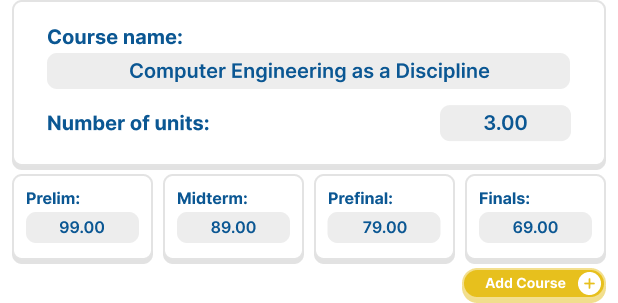 Course name:
Computer Engineering as a Discipline
Number of units:
3.00
Prelim:
99.00
Midterm:
89.00
Prefinal:
79.00
Finals:
69.00
Add Course +